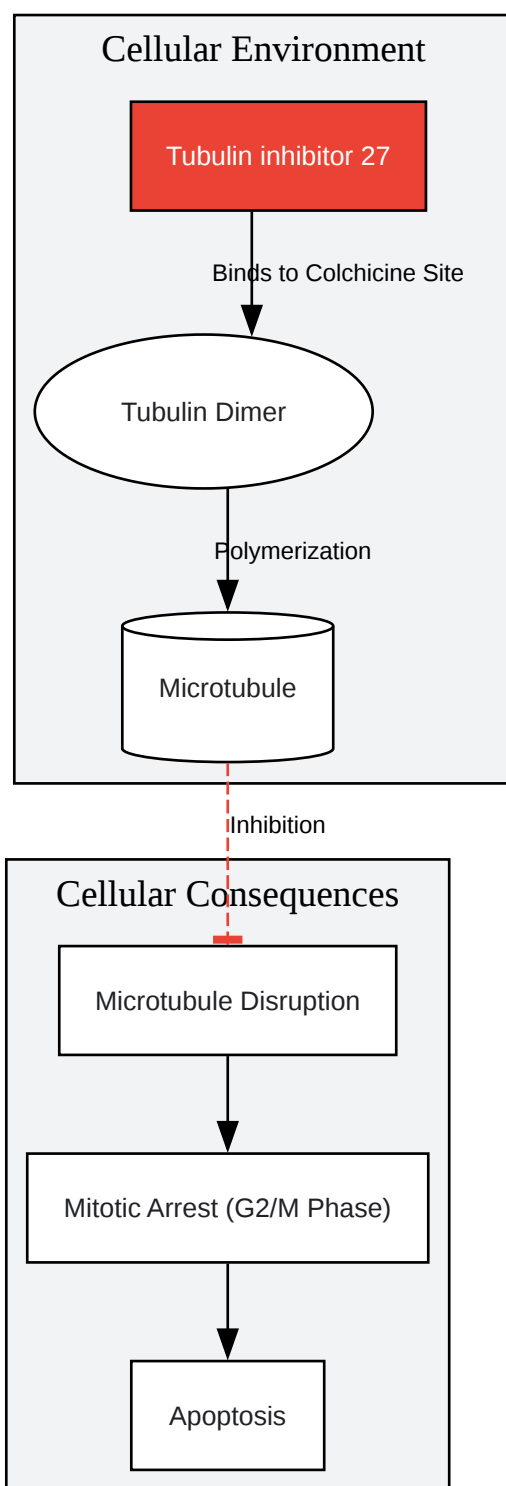 Cellular Environment
Tubulin inhibitor 27
Binds to Colchicine Site
Tubulin Dimer
Polymerization
Microtubule
Inhibition
Cellular Consequences
Microtubule Disruption
Mitotic Arrest (G2/M Phase)
Apoptosis